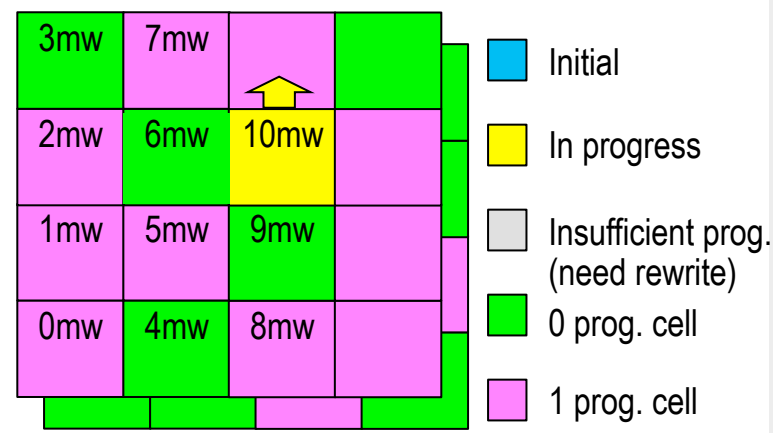 3mw 7mw
2mw 6mw 10mw
1mw 5mw 9mw
0mw 4mw 8mw
Initial
In progress
Insufficient prog.
(need rewrite)
0 prog. cell
1 prog. cell